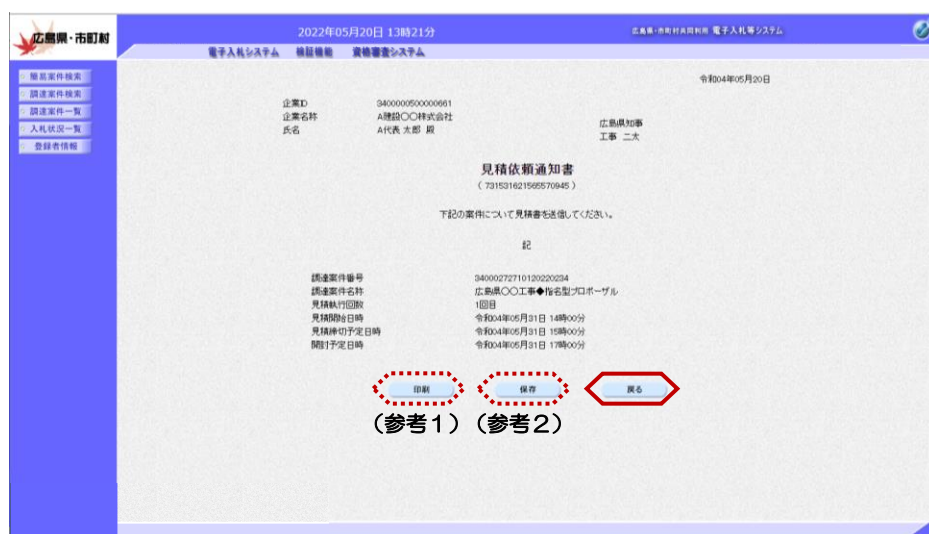 広島県・市町村
2022年05月20日 13時21分
広島県・市町村共同利用 電子入札等システム
電子入札システム 検証機能 資格審査システム
簡易案件検索
調達案件検索
調達案件一覧
入札状況一覧
登録者情報
令和04年05月20日
企業ID 3400000500000661
企業名称 A建設〇〇株式会社
氏名 A代表 太郎 殿
広島県知事
工事 二太
見積依頼通知書
( 731531621565570945 )
下記の案件について見積書を送信してください。
記
調達案件番号 34000272710120220234
調達案件名称 広島県〇〇工事◆指名型プロポーザル
見積執行回数 1回目
見積開始日時 令和04年05月31日 14時00分
見積締切予定日時 令和04年05月31日 15時00分
開封予定日時 令和04年05月31日 17時00分
印刷 保存 戻る
(参考1) (参考2)